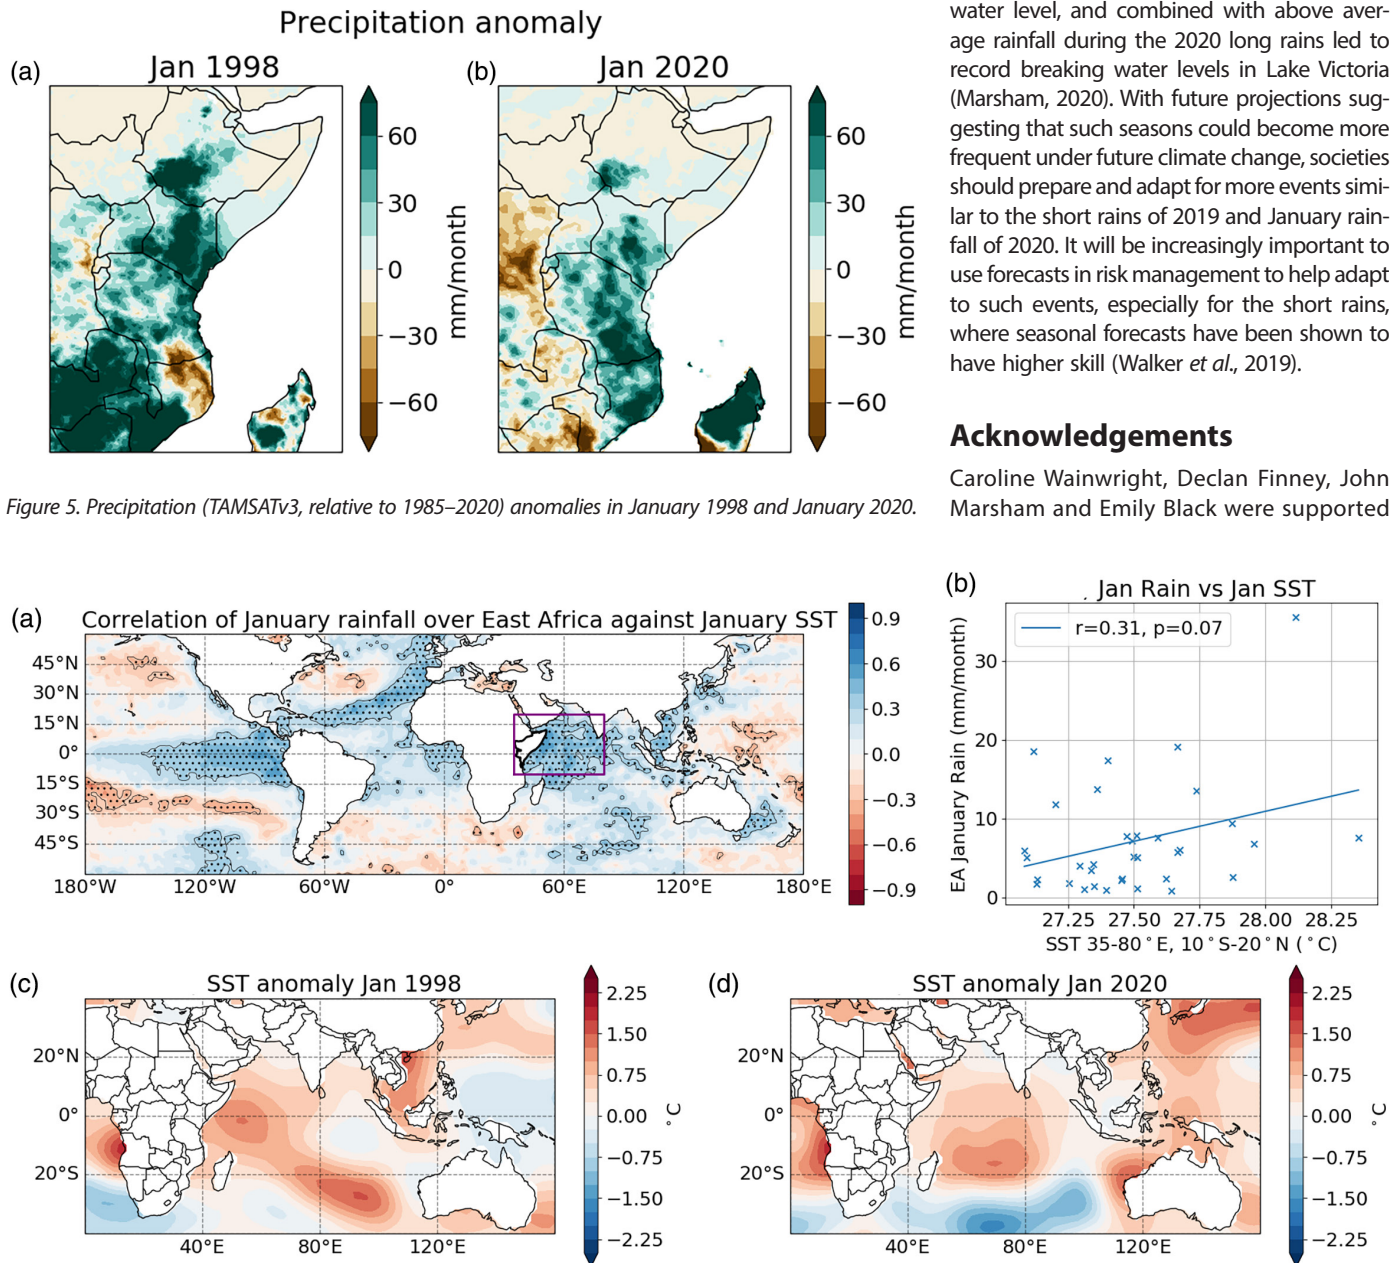 Precipitation anomaly
(a)
Jan 1998
60
30
0
−30
−60
mm/month
(b)
Jan 2020
60
30
0
−30
−60
mm/month
Figure 5. Precipitation (TAMSATv3, relative to 1985–2020) anomalies in January 1998 and January 2020.
water level, and combined with above aver-
age rainfall during the 2020 long rains led to
record breaking water levels in Lake Victoria
(Marsham, 2020). With future projections sug-
gesting that such seasons could become more
frequent under future climate change, societies
should prepare and adapt for more events simi-
lar to the short rains of 2019 and January rain-
fall of 2020. It will be increasingly important to
use forecasts in risk management to help adapt
to such events, especially for the short rains,
where seasonal forecasts have been shown to
have higher skill (Walker et al., 2019).
Acknowledgements
Caroline Wainwright, Declan Finney, John
Marsham and Emily Black were supported
(a)
Correlation of January rainfall over East Africa against January SST
45°N
30°N
15°N
0°
15°S
30°S
45°S
180°W 120°W 60°W 0° 60°E 120°E 180°E
0.9
0.6
0.3
0.0
−0.3
−0.6
−0.9
(b)
Jan Rain vs Jan SST
r=0.31, p=0.07
EA January Rain (mm/month)
30
20
10
0
27.25 27.50 27.75 28.00 28.25
SST 35-80°E, 10°S-20°N (°C)
(c)
SST anomaly Jan 1998
20°N
0°
20°S
40°E 80°E 120°E
2.25
1.50
0.75
0.00
−0.75
−1.50
−2.25
°C
(d)
SST anomaly Jan 2020
20°N
0°
20°S
40°E 80°E 120°E
2.25
1.50
0.75
0.00
−0.75
−1.50
−2.25
°C